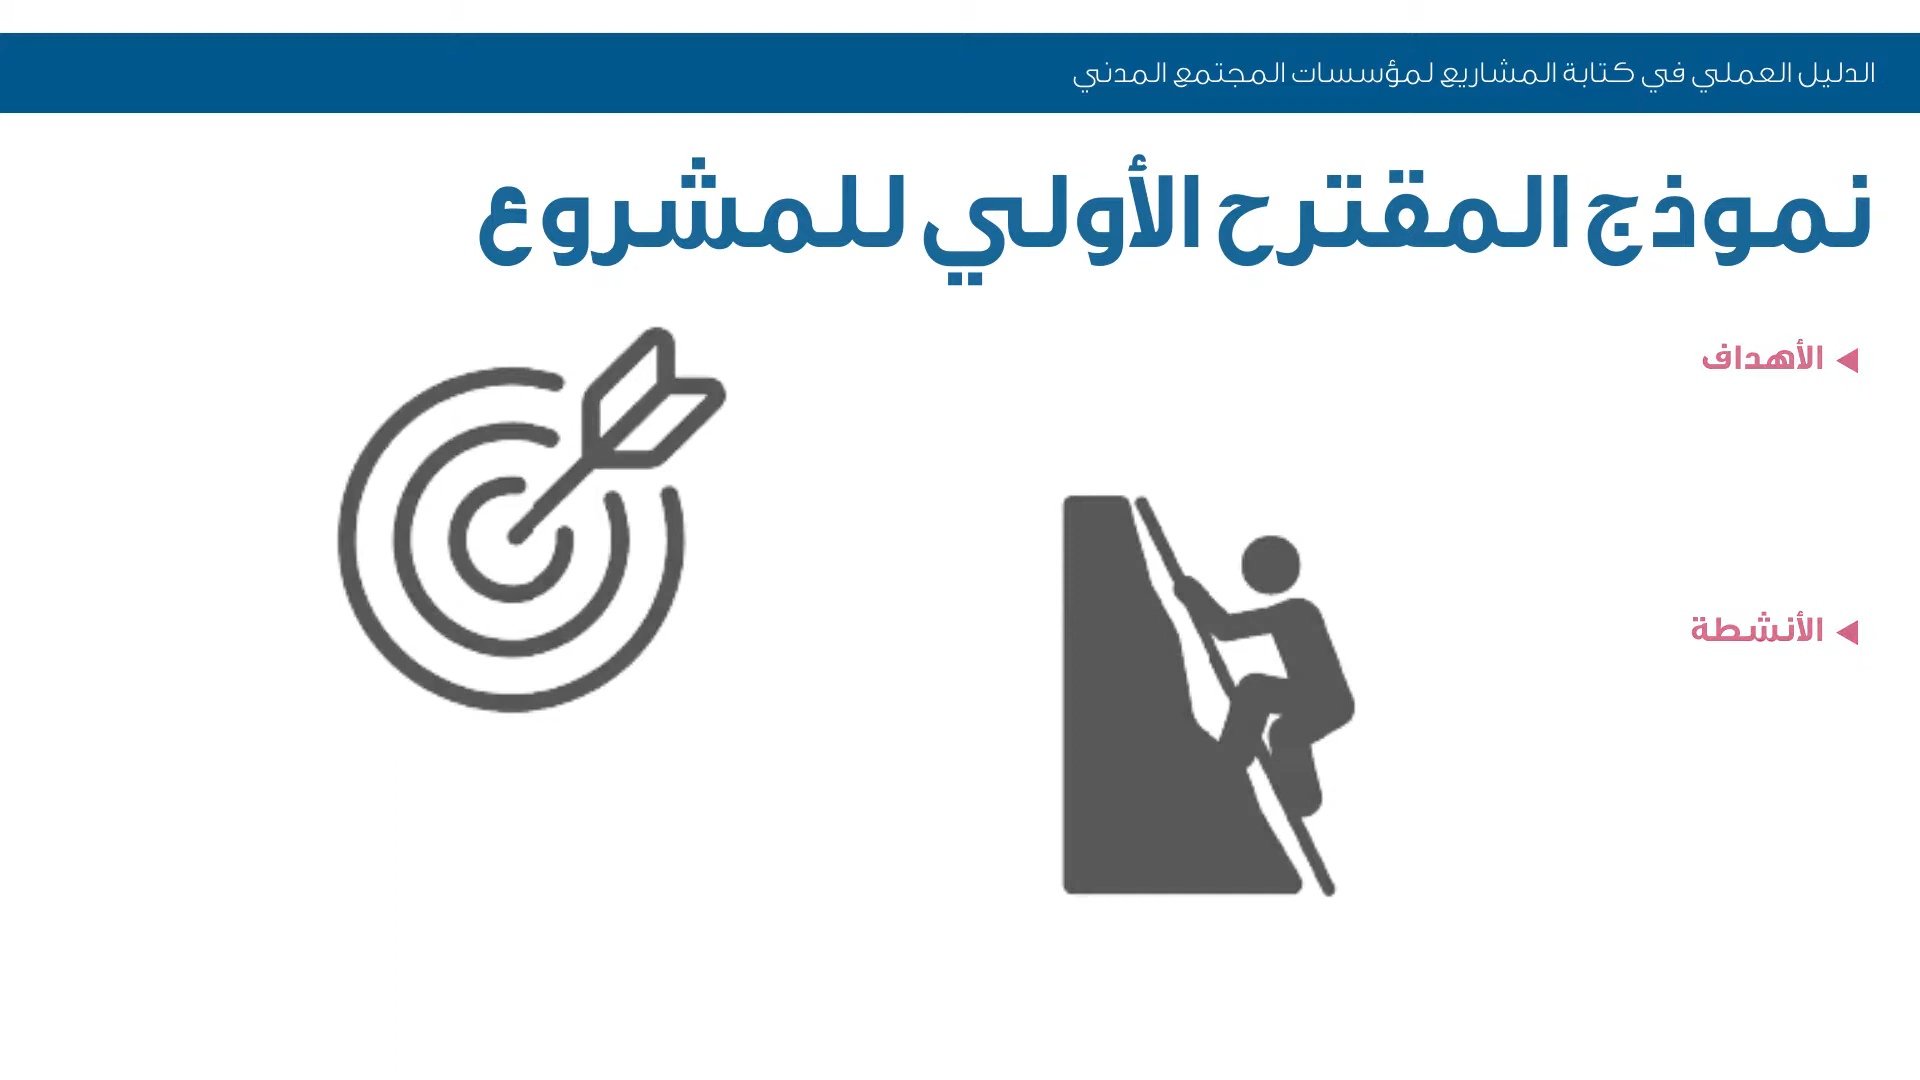 الدليل العملي في كتابة المشاريع لمؤسسات المجتمع المدني
نموذج المقترح الأولي للمشروع
الأهداف
الأنشطة